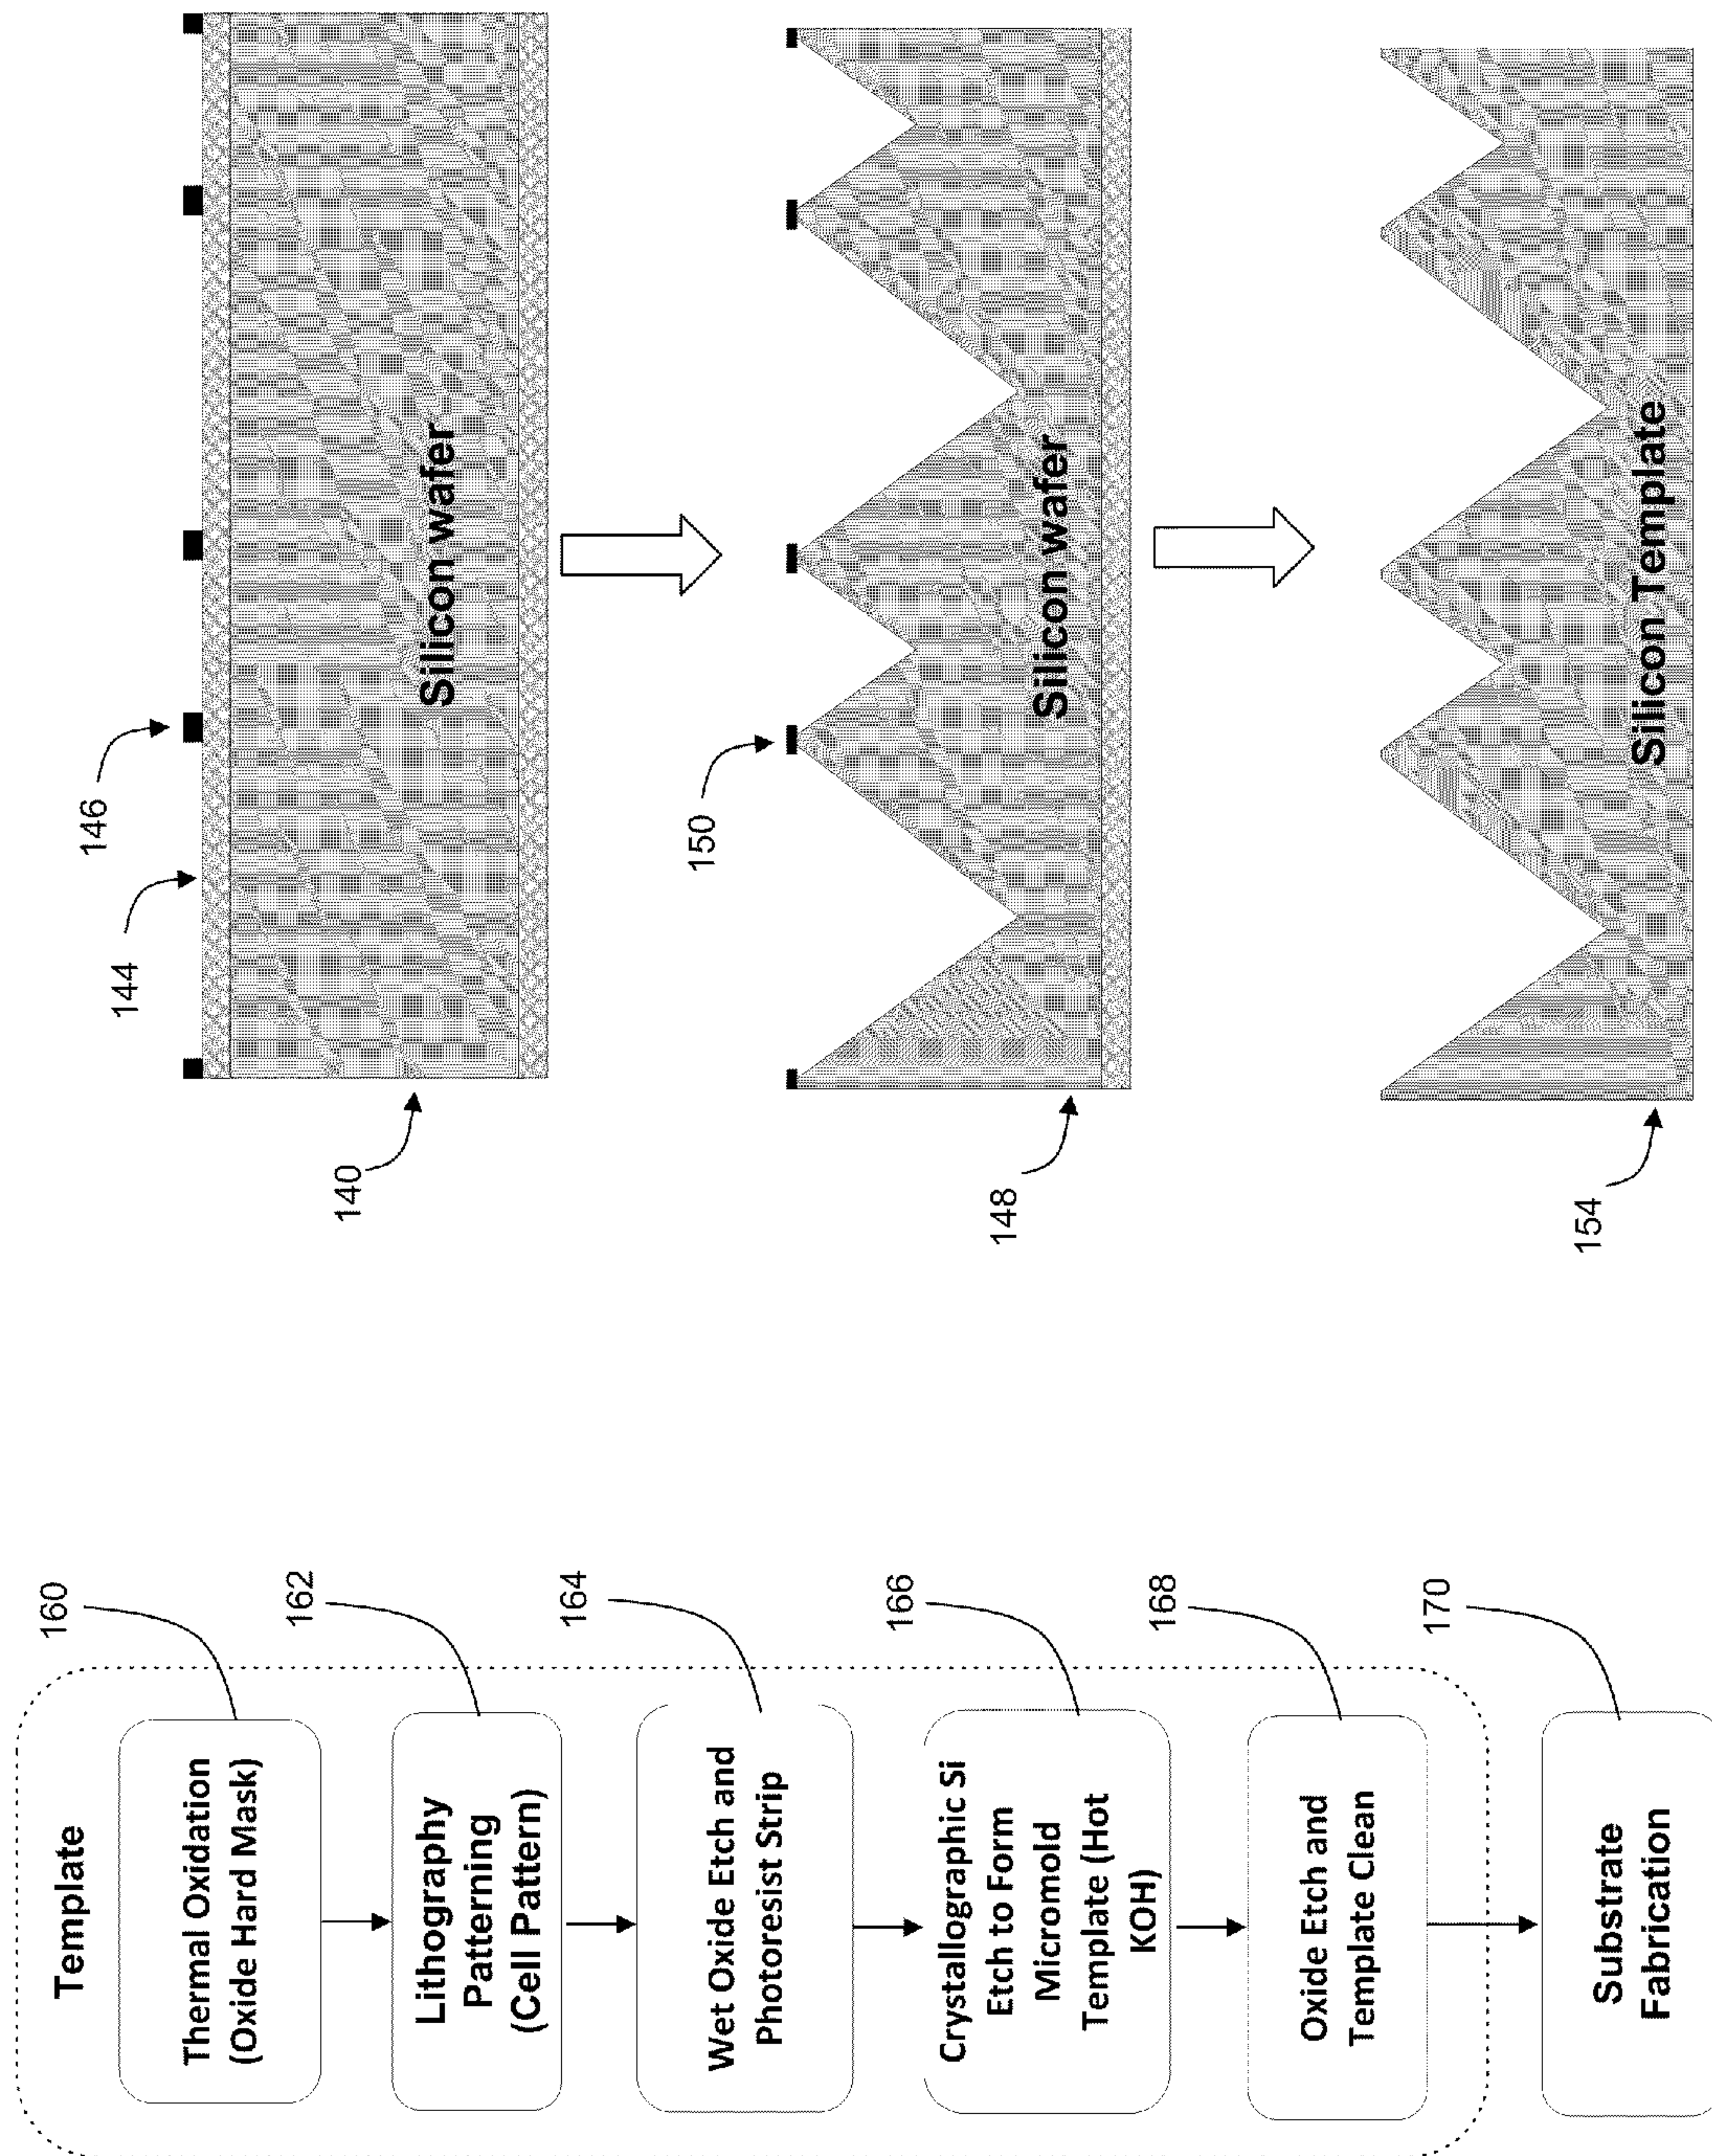 Template
Thermal Oxidation
(Oxide Hard Mask)
160
Lithography
Patterning
(Cell Pattern)
162
Wet Oxide Etch and
Photoresist Strip
164
Crystallographic Si
Etch to Form
Micromold
Template (Hot
KOH)
166
Oxide Etch and
Template Clean
168
Substrate
Fabrication
170
144
146
140
Silicon wafer
150
148
Silicon wafer
154
Silicon Template